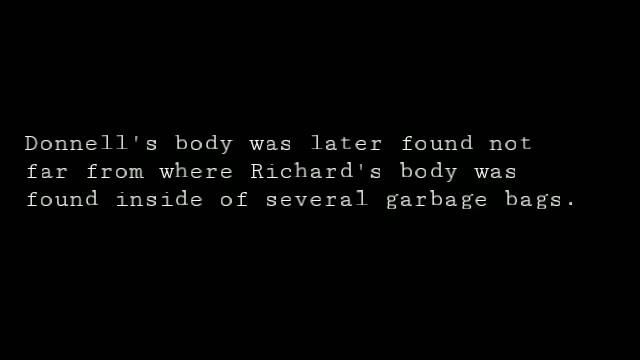 Donnell's body was later found not
far from where Richard's body was
found inside of several garbage bags.